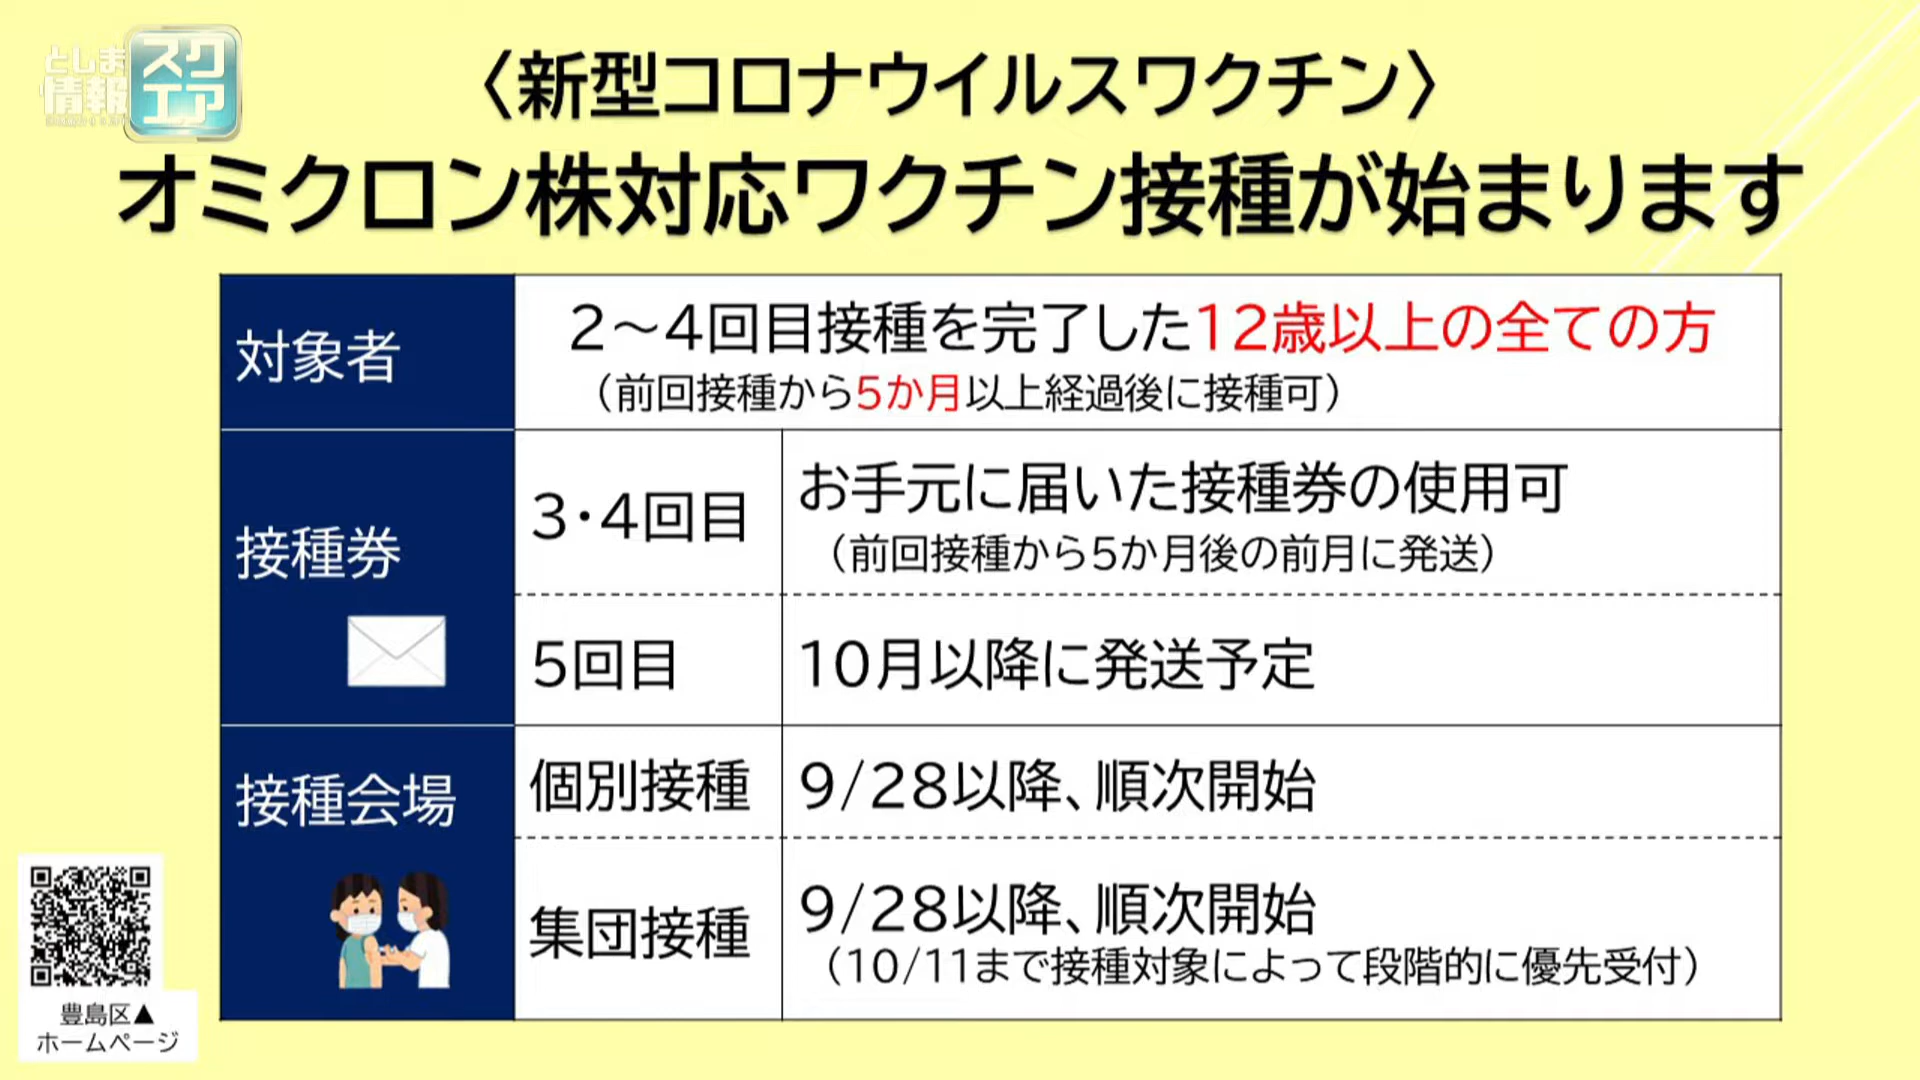 としま
情報
スク
エア
〈新型コロナウイルスワクチン〉
オミクロン株対応ワクチン接種が始まります
対象者
2～4回目接種を完了した12歳以上の全ての方
（前回接種から5か月以上経過後に接種可）
接種券
3・4回目
お手元に届いた接種券の使用可
（前回接種から5か月後の前月に発送）
5回目
10月以降に発送予定
接種会場
個別接種
9/28以降、順次開始
集団接種
9/28以降、順次開始
（10/11まで接種対象によって段階的に優先受付）
豊島区▲
ホームページ